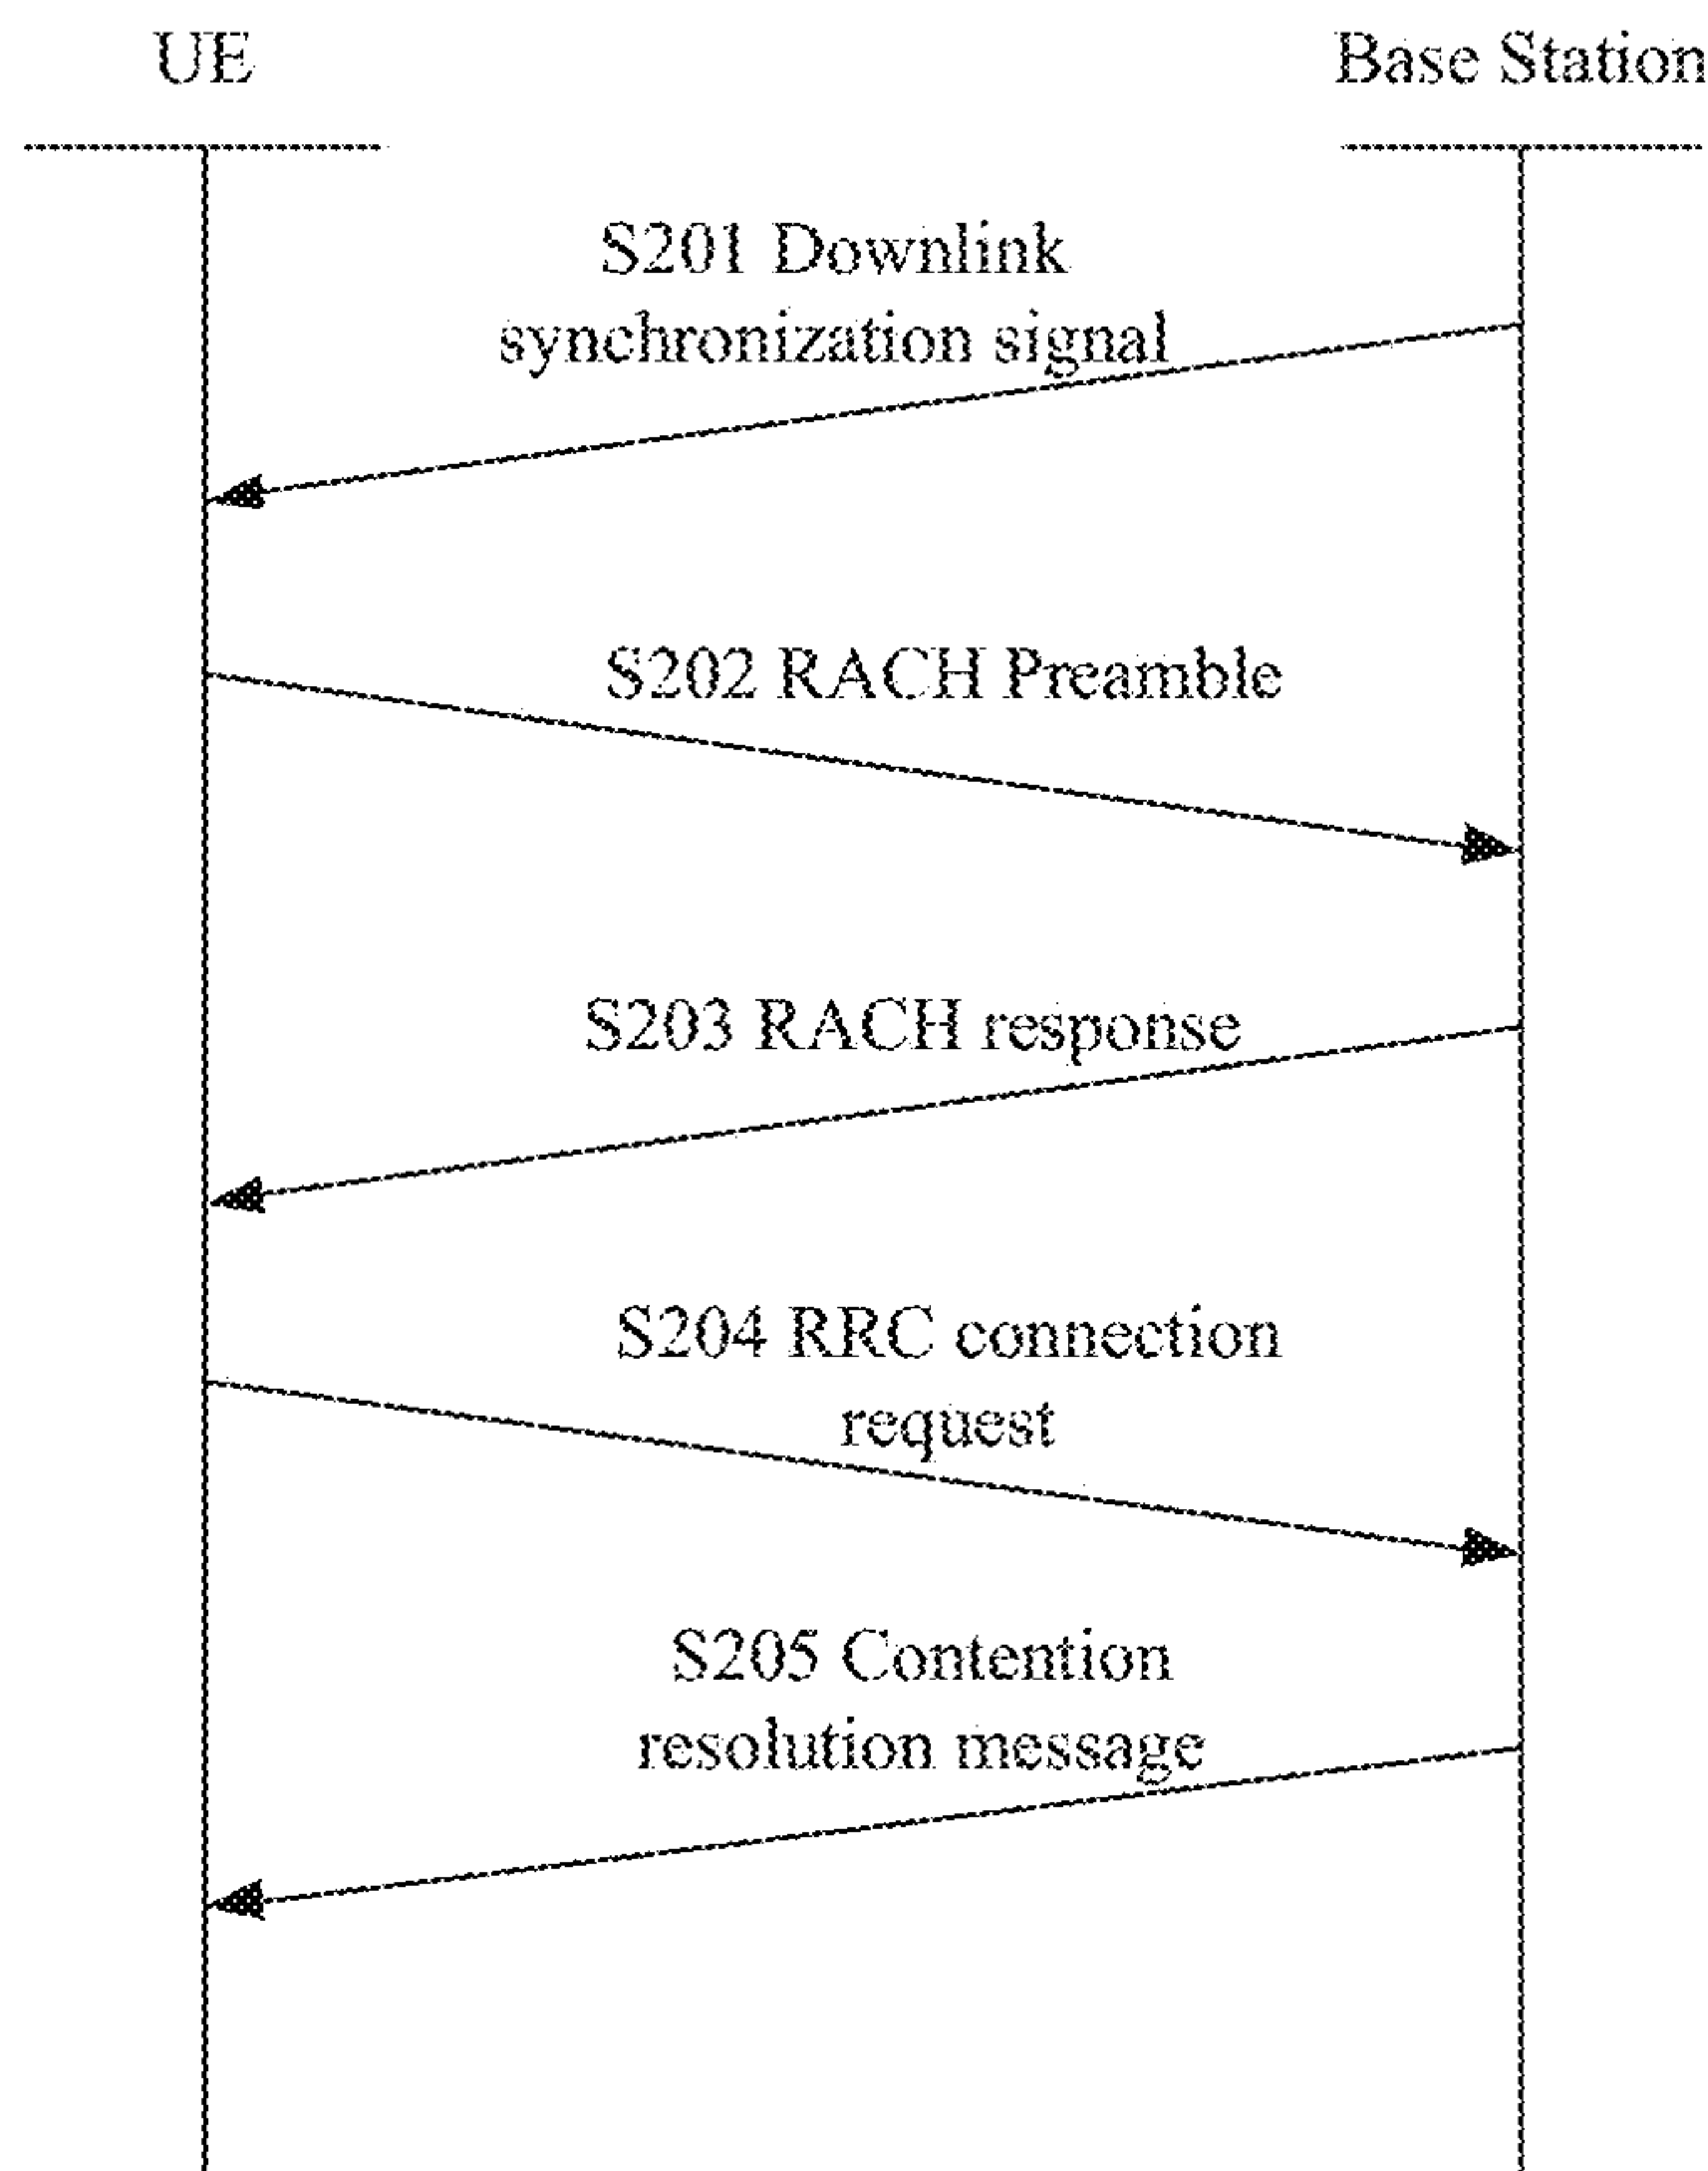 UE
Base Station
S201 Downlink
synchronization signal
S202 RACH Preamble
S203 RACH response
S204 RRC connection
request
S205 Contention
resolution message